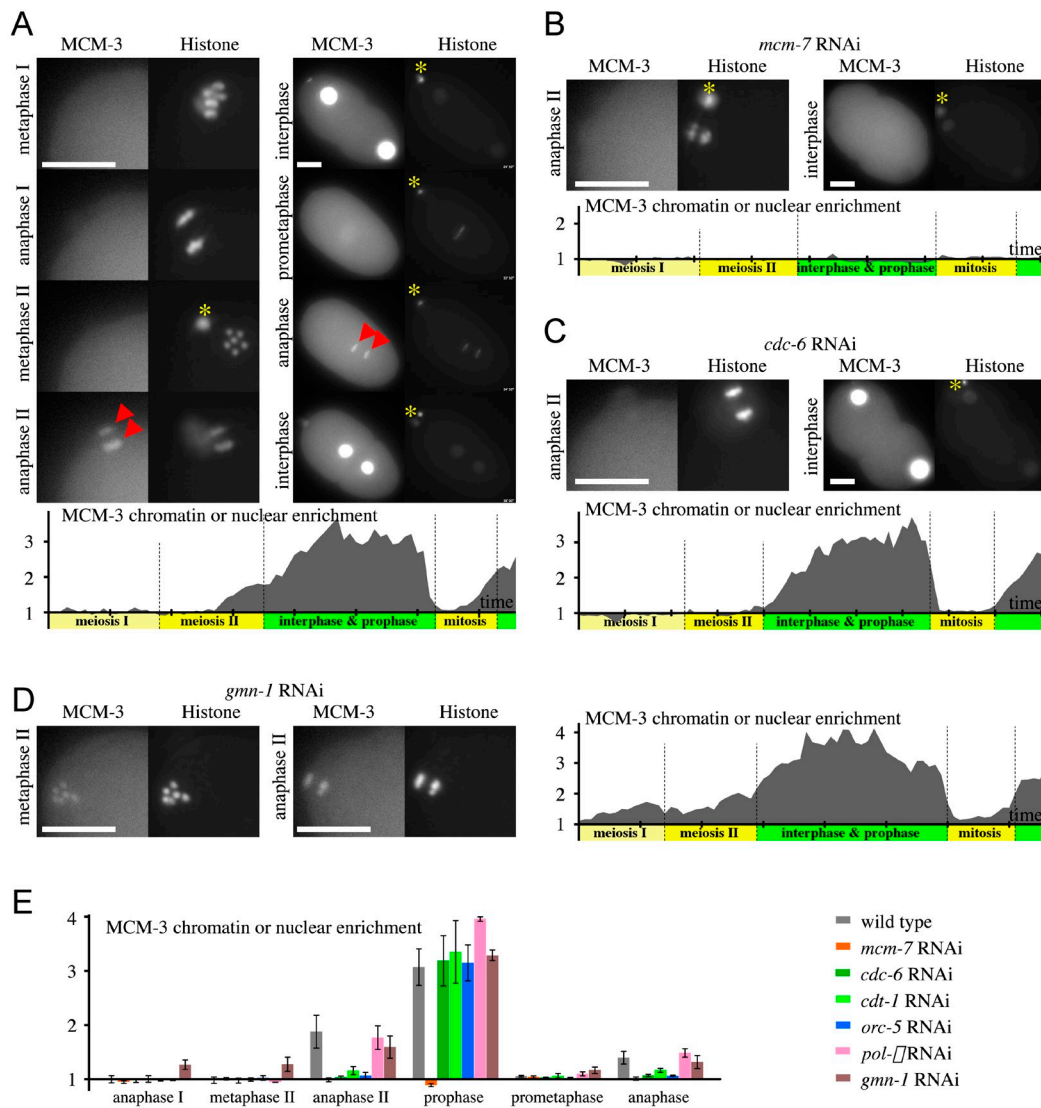 A
MCM-3 Histone MCM-3 Histone
metaphase I
anaphase I
metaphase II
anaphase II
*
interphase
prometaphase
anaphase
interphase
*
*
*
*
MCM-3 chromatin or nuclear enrichment
3
2
1
time
meiosis I meiosis II interphase & prophase mitosis
B
mcm-7 RNAi
MCM-3 Histone MCM-3 Histone
anaphase II
*
interphase
*
MCM-3 chromatin or nuclear enrichment
2
1
time
meiosis I meiosis II interphase & prophase mitosis
C
cdc-6 RNAi
MCM-3 Histone MCM-3 Histone
anaphase II
interphase
*
MCM-3 chromatin or nuclear enrichment
3
2
1
time
meiosis I meiosis II interphase & prophase mitosis
D
gmn-1 RNAi
MCM-3 Histone MCM-3 Histone
metaphase II
anaphase II
MCM-3 chromatin or nuclear enrichment
4
3
2
1
time
meiosis I meiosis II interphase & prophase mitosis
E
MCM-3 chromatin or nuclear enrichment
4
3
2
1
anaphase I metaphase II anaphase II prophase prometaphase anaphase
wild type
mcm-7 RNAi
cdc-6 RNAi
cdt-1 RNAi
orc-5 RNAi
pol-▯RNAi
gmn-1 RNAi